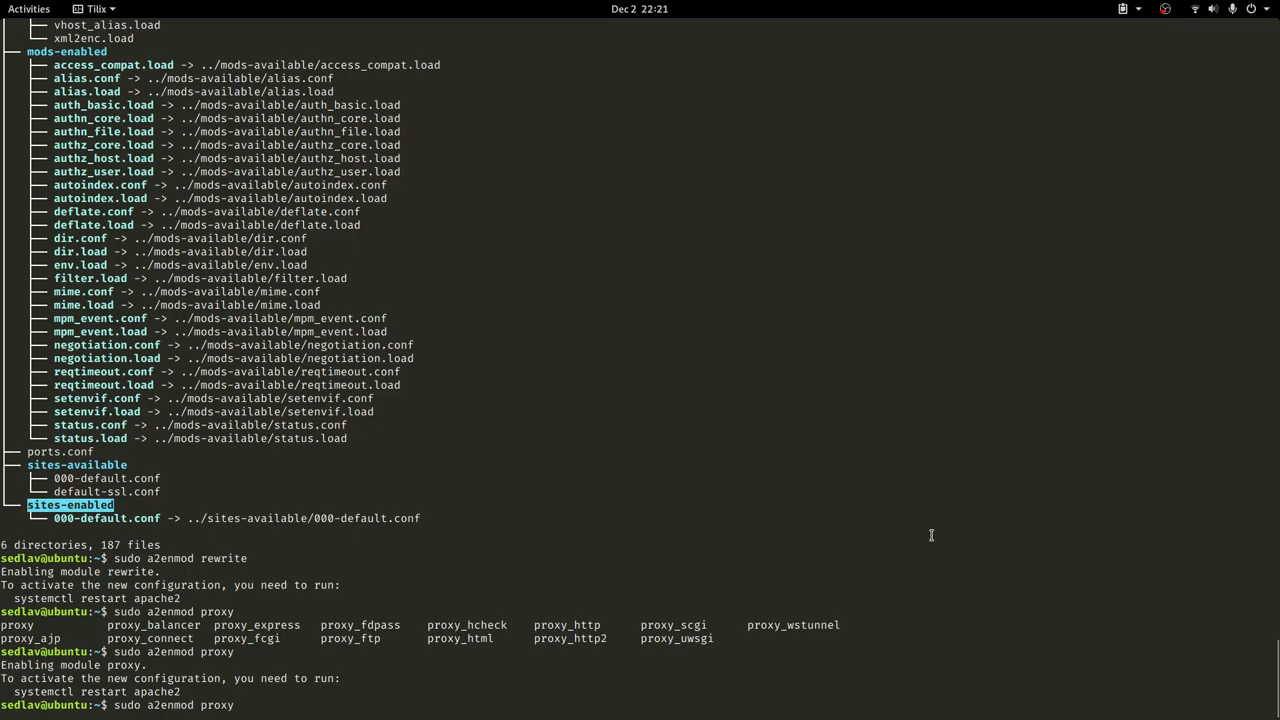 Activities Tilix Dec 2 22:21
vhost_alias.load
xml2enc.load
mods-enabled
access_compat.load -> ../mods-available/access_compat.load
alias.conf -> ../mods-available/alias.conf
alias.load -> ../mods-available/alias.load
auth_basic.load -> ../mods-available/auth_basic.load
authn_core.load -> ../mods-available/authn_core.load
authn_file.load -> ../mods-available/authn_file.load
authz_core.load -> ../mods-available/authz_core.load
authz_host.load -> ../mods-available/authz_host.load
authz_user.load -> ../mods-available/authz_user.load
autoindex.conf -> ../mods-available/autoindex.conf
autoindex.load -> ../mods-available/autoindex.load
deflate.conf -> ../mods-available/deflate.conf
deflate.load -> ../mods-available/deflate.load
dir.conf -> ../mods-available/dir.conf
dir.load -> ../mods-available/dir.load
env.load -> ../mods-available/env.load
filter.load -> ../mods-available/filter.load
mime.conf -> ../mods-available/mime.conf
mime.load -> ../mods-available/mime.load
mpm_event.conf -> ../mods-available/mpm_event.conf
mpm_event.load -> ../mods-available/mpm_event.load
negotiation.conf -> ../mods-available/negotiation.conf
negotiation.load -> ../mods-available/negotiation.load
reqtimeout.conf -> ../mods-available/reqtimeout.conf
reqtimeout.load -> ../mods-available/reqtimeout.load
setenvif.conf -> ../mods-available/setenvif.conf
setenvif.load -> ../mods-available/setenvif.load
status.conf -> ../mods-available/status.conf
status.load -> ../mods-available/status.load
ports.conf
sites-available
000-default.conf
default-ssl.conf
sites-enabled
000-default.conf -> ../sites-available/000-default.conf
6 directories, 187 files
sedlav@ubuntu:~$ sudo a2enmod rewrite
Enabling module rewrite.
To activate the new configuration, you need to run:
systemctl restart apache2
sedlav@ubuntu:~$ sudo a2enmod proxy
proxy proxy_balancer proxy_express proxy_fdpass proxy_hcheck proxy_http proxy_scgi proxy_wstunnel
proxy_ajp proxy_connect proxy_fcgi proxy_ftp proxy_html proxy_http2 proxy_uwsgi
sedlav@ubuntu:~$ sudo a2enmod proxy
Enabling module proxy.
To activate the new configuration, you need to run:
systemctl restart apache2
sedlav@ubuntu:~$ sudo a2enmod proxy